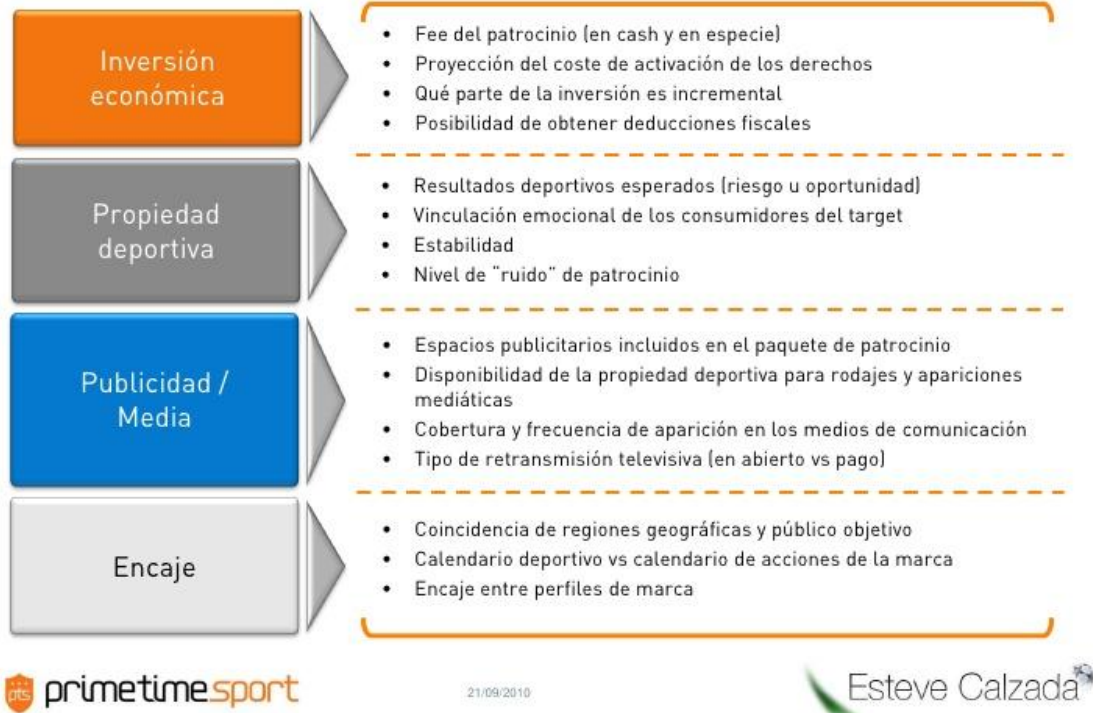 Inversión
económica
• Fee del patrocinio (en cash y en especie)
• Proyección del coste de activación de los derechos
• Qué parte de la inversión es incremental
• Posibilidad de obtener deducciones fiscales
Propiedad
deportiva
• Resultados deportivos esperados (riesgo u oportunidad)
• Vinculación emocional de los consumidores del target
• Estabilidad
• Nivel de "ruido" de patrocinio
Publicidad /
Media
• Espacios publicitarios incluidos en el paquete de patrocinio
• Disponibilidad de la propiedad deportiva para rodajes y apariciones
mediáticas
• Cobertura y frecuencia de aparición en los medios de comunicación
• Tipo de retransmisión televisiva (en abierto vs pago)
Encaje
• Coincidencia de regiones geográficas y público objetivo
• Calendario deportivo vs calendario de acciones de la marca
• Encaje entre perfiles de marca
pts primetimesport
21/09/2010
Esteve Calzada